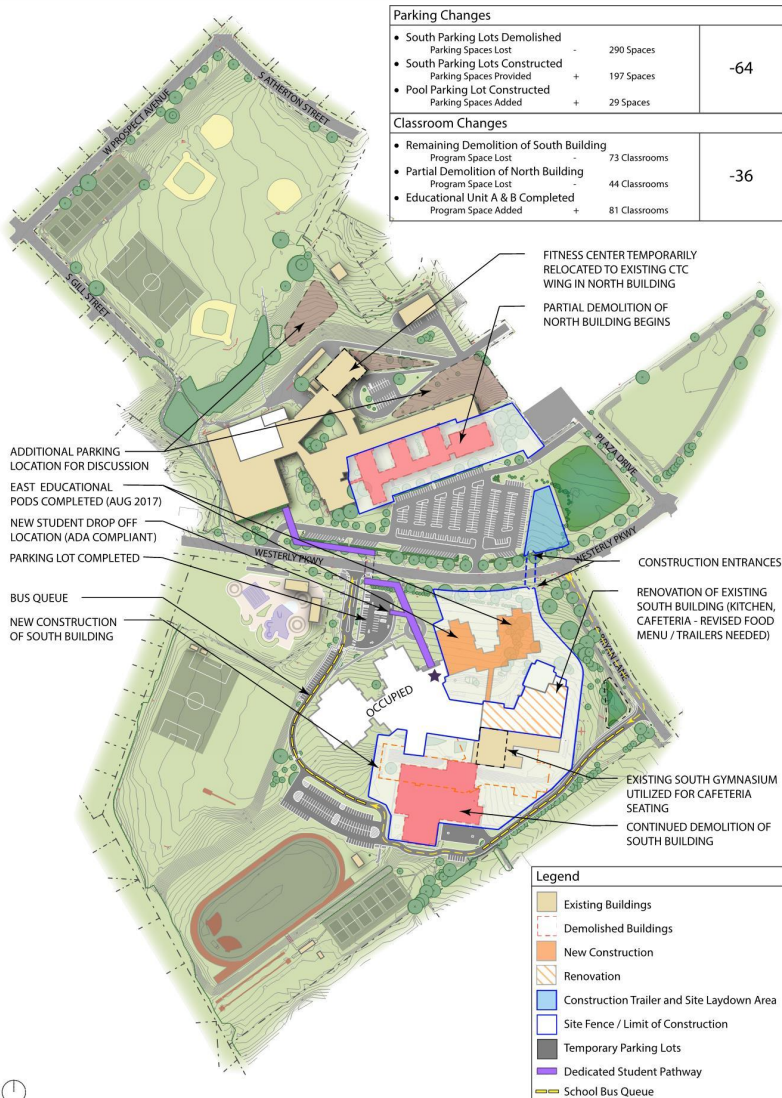 Parking Changes
• South Parking Lots Demolished
Parking Spaces Lost - 290 Spaces
• South Parking Lots Constructed
Parking Spaces Provided + 197 Spaces
• Pool Parking Lot Constructed
Parking Spaces Added + 29 Spaces
-64
Classroom Changes
• Remaining Demolition of South Building
Program Space Lost - 73 Classrooms
• Partial Demolition of North Building
Program Space Lost - 44 Classrooms
• Educational Unit A & B Completed
Program Space Added + 81 Classrooms
-36
S ATHERTON STREET
W PROSPECT AVENUE
S GILL STREET
FITNESS CENTER TEMPORARILY
RELOCATED TO EXISTING CTC
WING IN NORTH BUILDING
PARTIAL DEMOLITION OF
NORTH BUILDING BEGINS
PLAZA DRIVE
ADDITIONAL PARKING
LOCATION FOR DISCUSSION
EAST EDUCATIONAL
PODS COMPLETED (AUG 2017)
NEW STUDENT DROP OFF
LOCATION (ADA COMPLIANT)
PARKING LOT COMPLETED
BUS QUEUE
NEW CONSTRUCTION
OF SOUTH BUILDING
WESTERLY PKWY
WESTERLY PKWY
CONSTRUCTION ENTRANCES
RENOVATION OF EXISTING
SOUTH BUILDING (KITCHEN,
CAFETERIA - REVISED FOOD
MENU / TRAILERS NEEDED)
BRYAN LANE
OCCUPIED
EXISTING SOUTH GYMNASIUM
UTILIZED FOR CAFETERIA
SEATING
CONTINUED DEMOLITION OF
SOUTH BUILDING
Legend
Existing Buildings
Demolished Buildings
New Construction
Renovation
Construction Trailer and Site Laydown Area
Site Fence / Limit of Construction
Temporary Parking Lots
Dedicated Student Pathway
School Bus Queue